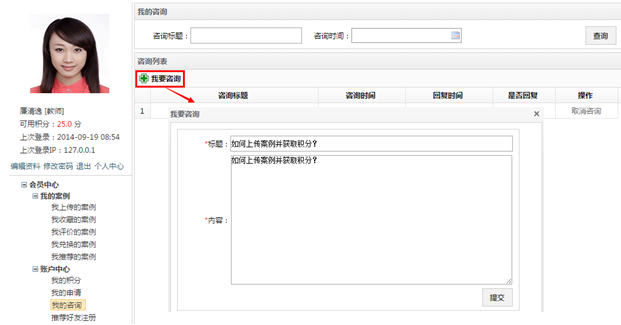 廉清逸 [教师]
可用积分：25.0 分
上次登录：2014-09-19 08:54
上次登录IP：127.0.0.1
编辑资料 修改密码 退出 个人中心
会员中心
我的案例
我上传的案例
我收藏的案例
我评价的案例
我兑换的案例
我推荐的案例
账户中心
我的积分
我的申请
我的咨询
推荐好友注册
我的咨询
咨询标题： 咨询时间： 查询
咨询列表
我要咨询
咨询标题 咨询时间 回复时间 是否回复 操作
1 取消咨询
我要咨询 ×
*标题：如何上传案例并获取积分？
*内容：如何上传案例并获取积分？
提交